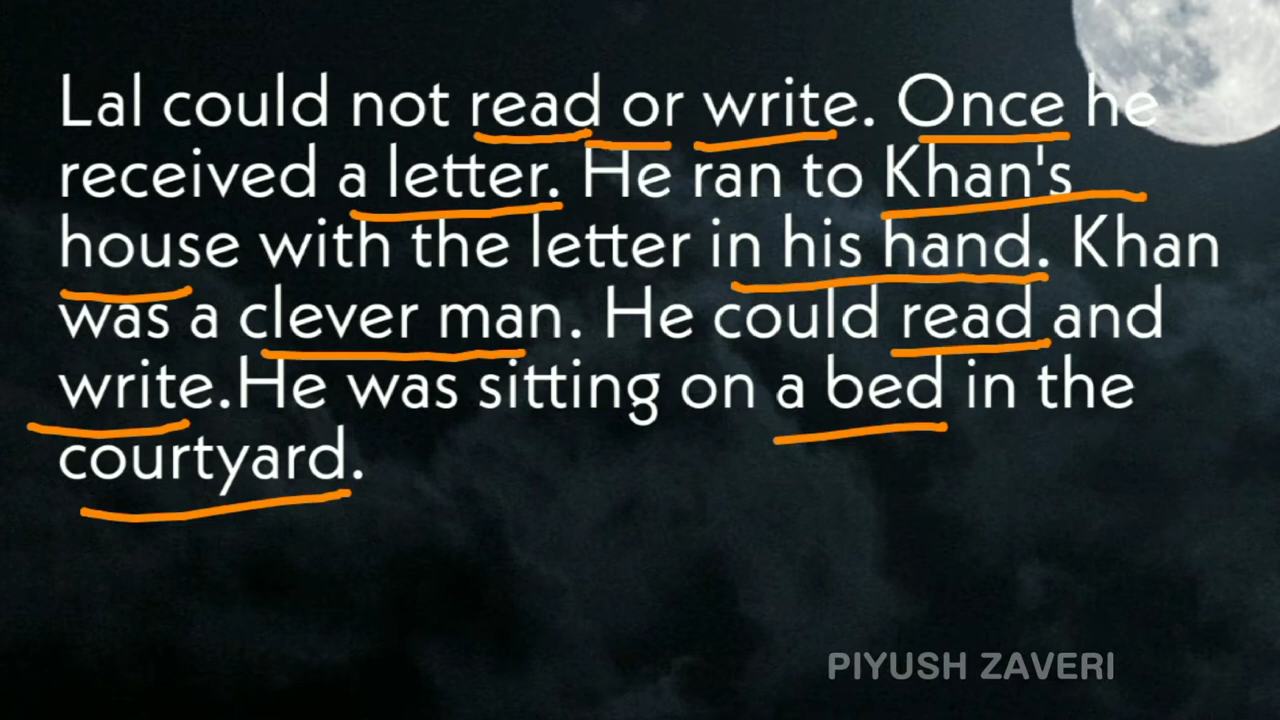 Lal could not read or write. Once he
received a letter. He ran to Khan's
house with the letter in his hand. Khan
was a clever man. He could read and
write.He was sitting on a bed in the
courtyard.
PIYUSH ZAVERI